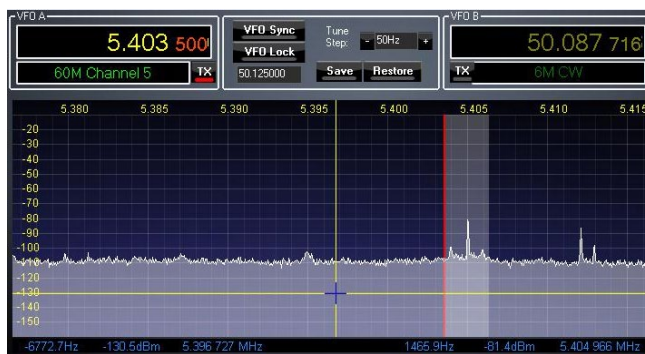 VFO A
5.403 500
60M Channel 5 TX
VFO Sync
VFO Lock
50.125000
Tune Step: - 50Hz +
Save Restore
VFO B
50.087 716
TX 6M CW
5.380 5.385 5.390 5.395 5.400 5.405 5.410 5.415
-20
-30
-40
-50
-60
-70
-80
-90
-100
-110
-120
-130
-140
-150
-6772.7Hz -130.5dBm 5.396 727 MHz 1465.9Hz -81.4dBm 5.404 966 MHz